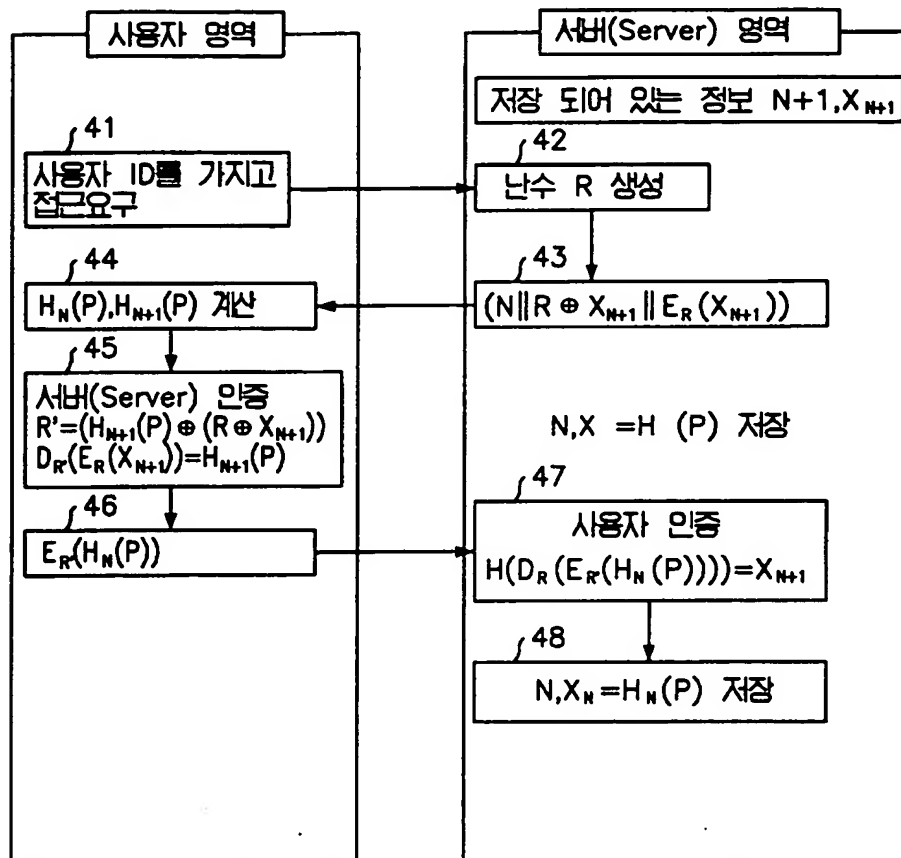 사용자 영역
서버(Server) 영역
저장 되어 있는 정보 N+1,X_{N+1}
41
사용자 ID를 가지고
접근요구
42
난수 R 생성
43
(N∥R ⊕ X_{N+1}∥E_R(X_{N+1}))
44
H_N(P),H_{N+1}(P) 계산
45
서버(Server) 인증
R'=(H_{N+1}(P) ⊕ (R ⊕ X_{N+1}))
D_{R'}(E_R(X_{N+1}))=H_{N+1}(P)
N,X =H (P) 저장
46
E_{R'}(H_N(P))
47
사용자 인증
H(D_R(E_{R'}(H_N(P))))=X_{N+1}
48
N,X_N=H_N(P) 저장